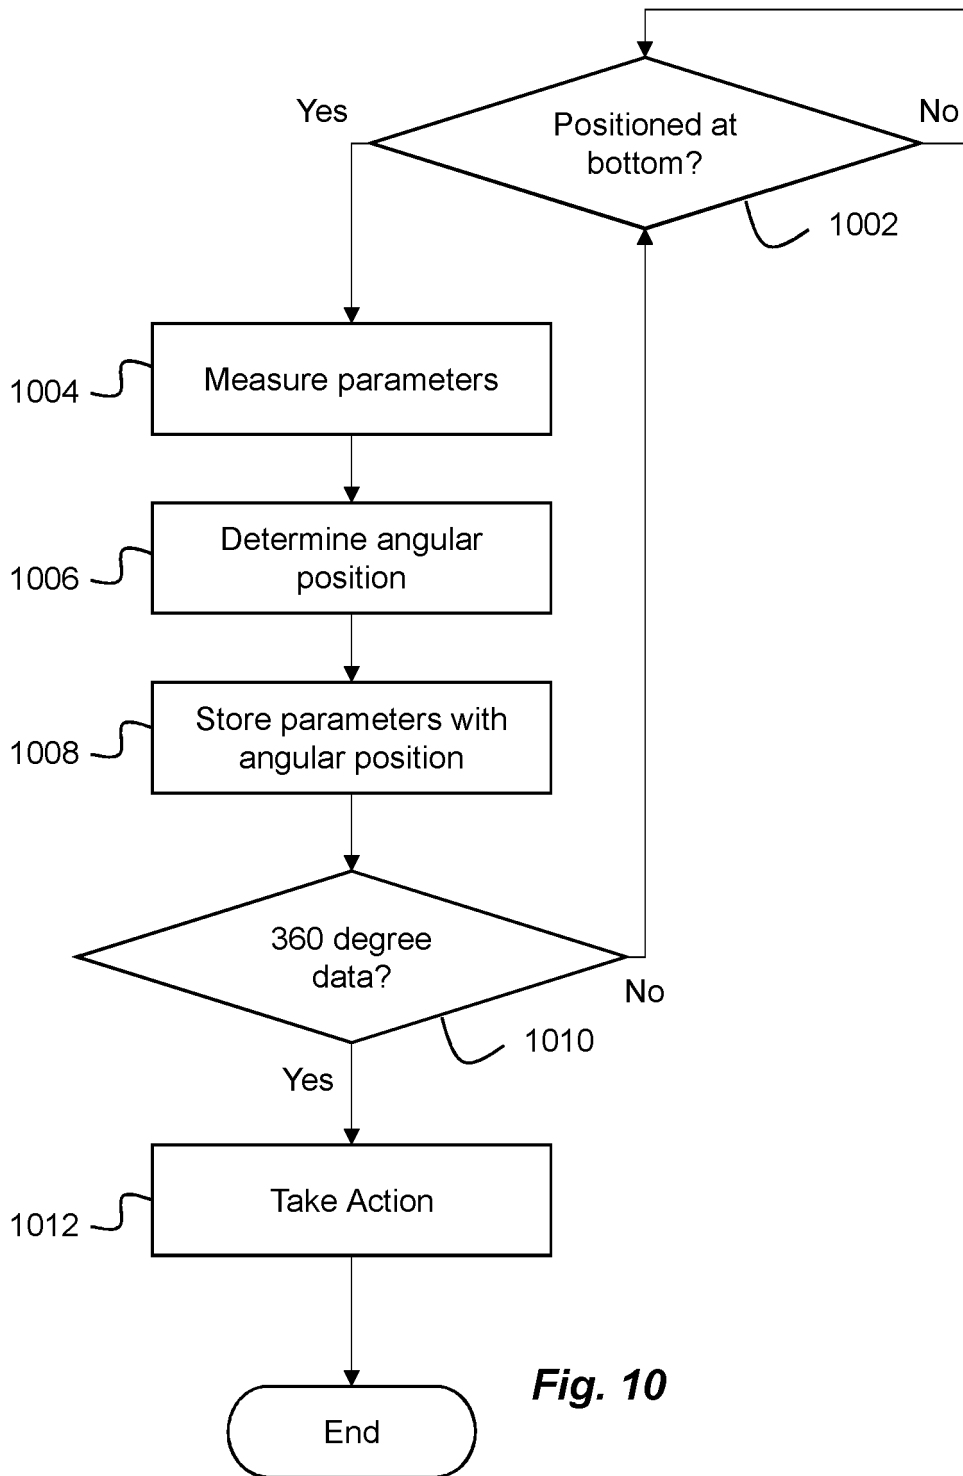 Yes
Positioned at
bottom?
No
1002
Measure parameters
1004
Determine angular
position
1006
Store parameters with
angular position
1008
360 degree
data?
No
1010
Yes
Take Action
1012
Fig. 10
End